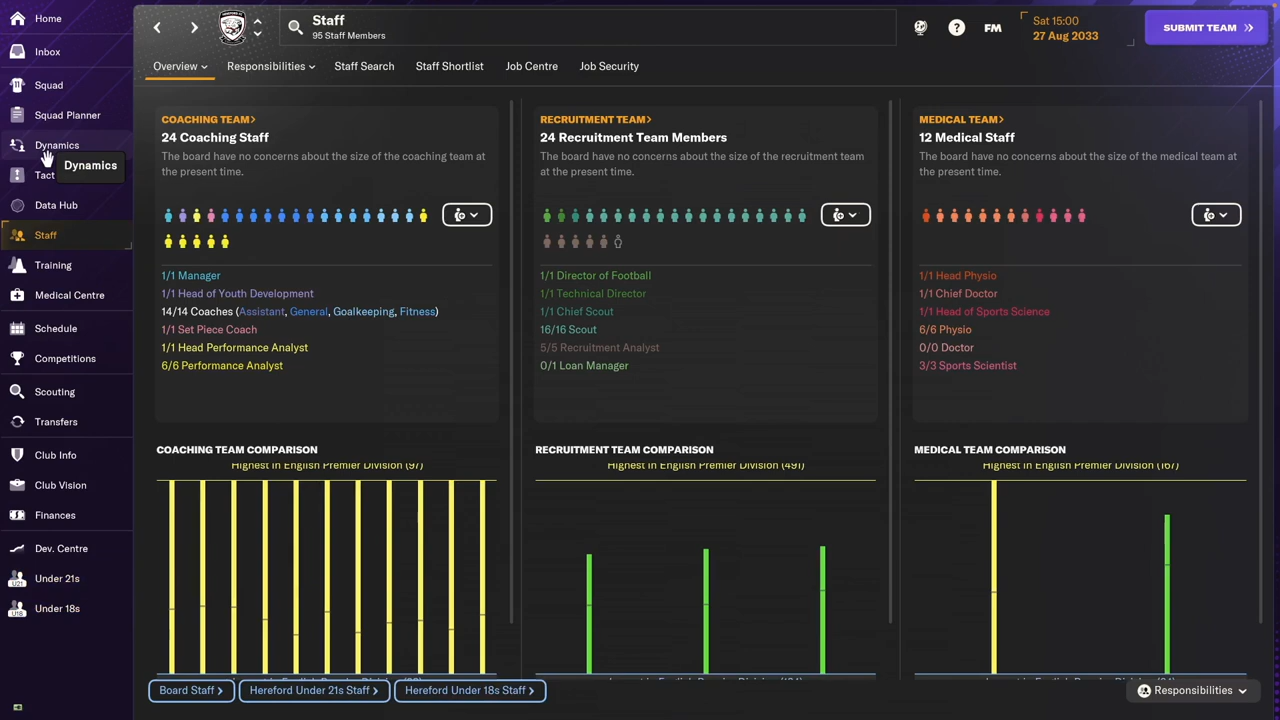 Home
Inbox
Squad
Squad Planner
Dynamics
Dynamics
Tact
Data Hub
Staff
Training
Medical Centre
Schedule
Competitions
Scouting
Transfers
Club Info
Club Vision
Finances
Dev. Centre
U21
Under 21s
U18
Under 18s
Staff
95 Staff Members
?
FM
Sat 15:00
27 Aug 2033
SUBMIT TEAM
Overview
Responsibilities
Staff Search
Staff Shortlist
Job Centre
Job Security
COACHING TEAM>
24 Coaching Staff
The board have no concerns about the size of the coaching team at
the present time.
1/1 Manager
1/1 Head of Youth Development
14/14 Coaches (Assistant, General, Goalkeeping, Fitness)
1/1 Set Piece Coach
1/1 Head Performance Analyst
6/6 Performance Analyst
RECRUITMENT TEAM>
24 Recruitment Team Members
The board have no concerns about the size of the recruitment team
at the present time.
1/1 Director of Football
1/1 Technical Director
1/1 Chief Scout
16/16 Scout
5/5 Recruitment Analyst
0/1 Loan Manager
MEDICAL TEAM>
12 Medical Staff
The board have no concerns about the size of the medical team at
the present time.
1/1 Head Physio
1/1 Chief Doctor
1/1 Head of Sports Science
6/6 Physio
0/0 Doctor
3/3 Sports Scientist
COACHING TEAM COMPARISON
Highest in English Premier Division (97)
RECRUITMENT TEAM COMPARISON
Highest in English Premier Division (491)
MEDICAL TEAM COMPARISON
Highest in English Premier Division (167)
Board Staff >
Hereford Under 21s Staff >
Hereford Under 18s Staff >
Responsibilities